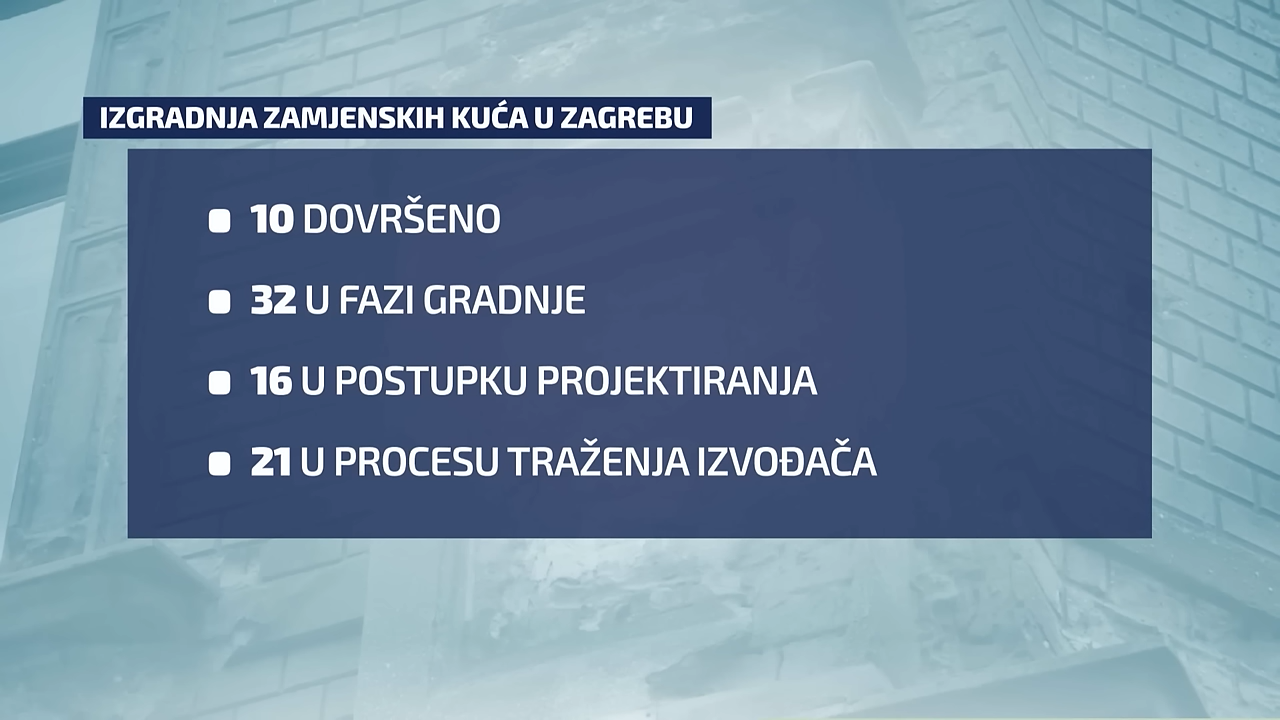 IZGRADNJA ZAMJENSKIH KUĆA U ZAGREBU
10 DOVRŠENO
32 U FAZI GRADNJE
16 U POSTUPKU PROJEKTIRANJA
21 U PROCESU TRAŽENJA IZVOĐAČA